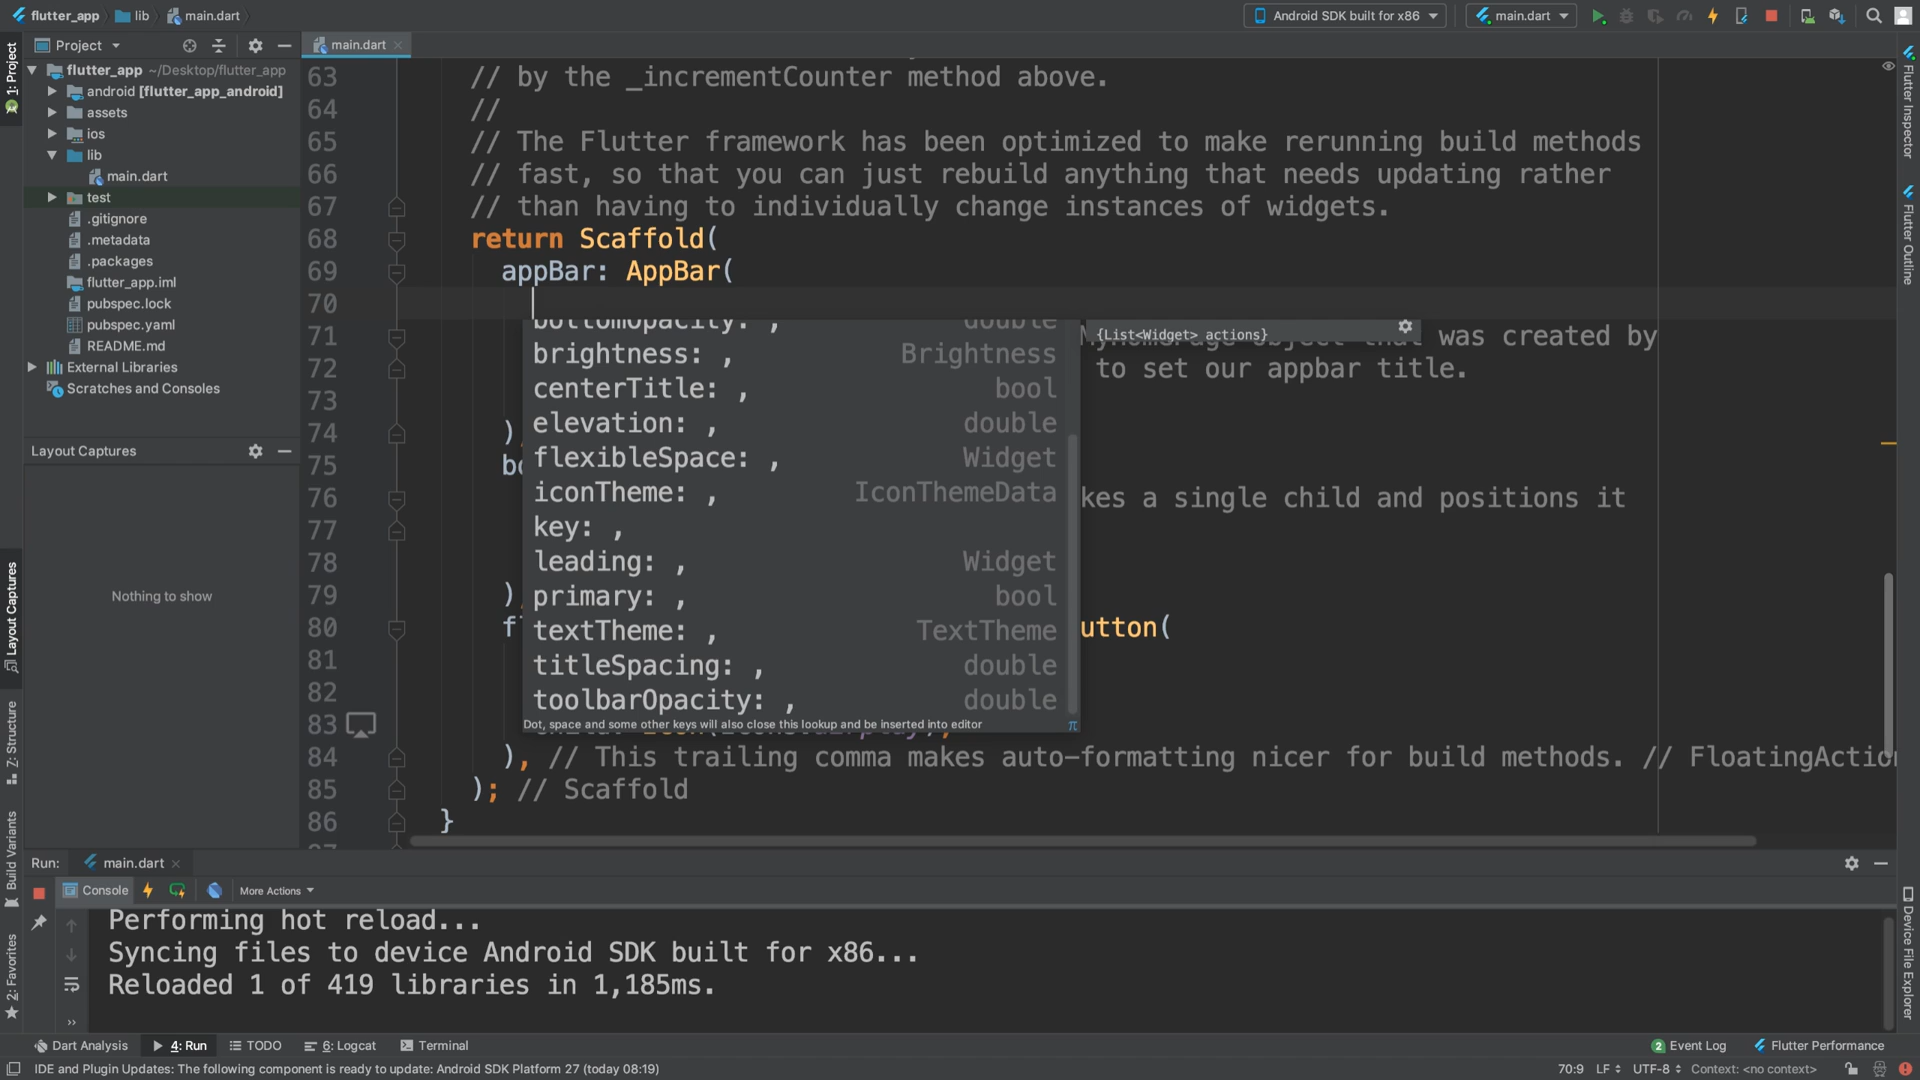 flutter_app lib main.dart Android SDK built for x86 main.dart
1: Project
Project
flutter_app ~/Desktop/flutter_app
android [flutter_app_android]
assets
ios
lib
main.dart
test
.gitignore
.metadata
.packages
flutter_app.iml
pubspec.lock
pubspec.yaml
README.md
External Libraries
Scratches and Consoles
Layout Captures
Nothing to show
Layout Captures
Z: Structure
Build Variants
2: Favorites
main.dart
63 // by the _incrementCounter method above.
64 //
65 // The Flutter framework has been optimized to make rerunning build methods
66 // fast, so that you can just rebuild anything that needs updating rather
67 // than having to individually change instances of widgets.
68 return Scaffold(
69 appBar: AppBar(
70
bottomOpacity: , double
{List<Widget> actions}
71 was created by
brightness: , Brightness
72 to set our appbar title.
centerTitle: , bool
73
elevation: , double
74 )
flexibleSpace: , Widget
75 bo
iconTheme: , IconThemeData
76 kes a single child and positions it
key: ,
77
leading: , Widget
78
primary: , bool
79 )
textTheme: , TextTheme
80 f utton(
titleSpacing: , double
81
toolbarOpacity: , double
82
Dot, space and some other keys will also close this lookup and be inserted into editor π
83
84 ), // This trailing comma makes auto-formatting nicer for build methods. // FloatingActio
85 ); // Scaffold
86 }
Flutter Inspector
Flutter Outline
Device File Explorer
Run: main.dart
Console More Actions
Performing hot reload...
Syncing files to device Android SDK built for x86...
Reloaded 1 of 419 libraries in 1,185ms.
»
Dart Analysis 4: Run TODO 6: Logcat Terminal 2 Event Log Flutter Performance
IDE and Plugin Updates: The following component is ready to update: Android SDK Platform 27 (today 08:19) 70:9 LF UTF-8 Context: <no context>